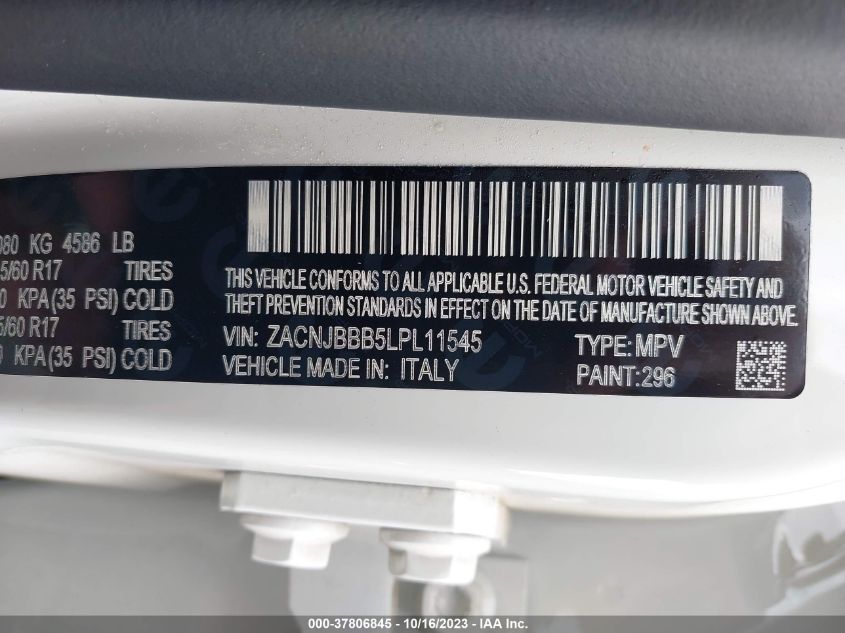 080 KG 4586 LB
5/60 R17 TIRES
0 KPA(35 PSI) COLD
5/60 R17 TIRES
0 KPA(35 PSI) COLD
THIS VEHICLE CONFORMS TO ALL APPLICABLE U.S. FEDERAL MOTOR VEHICLE SAFETY AND
THEFT PREVENTION STANDARDS IN EFFECT ON THE DATE OF MANUFACTURE SHOWN ABOVE.
VIN: ZACNJBBB5LPL11545 TYPE: MPV
VEHICLE MADE IN: ITALY PAINT:296
000-37806845 - 10/16/2023 - IAA Inc.